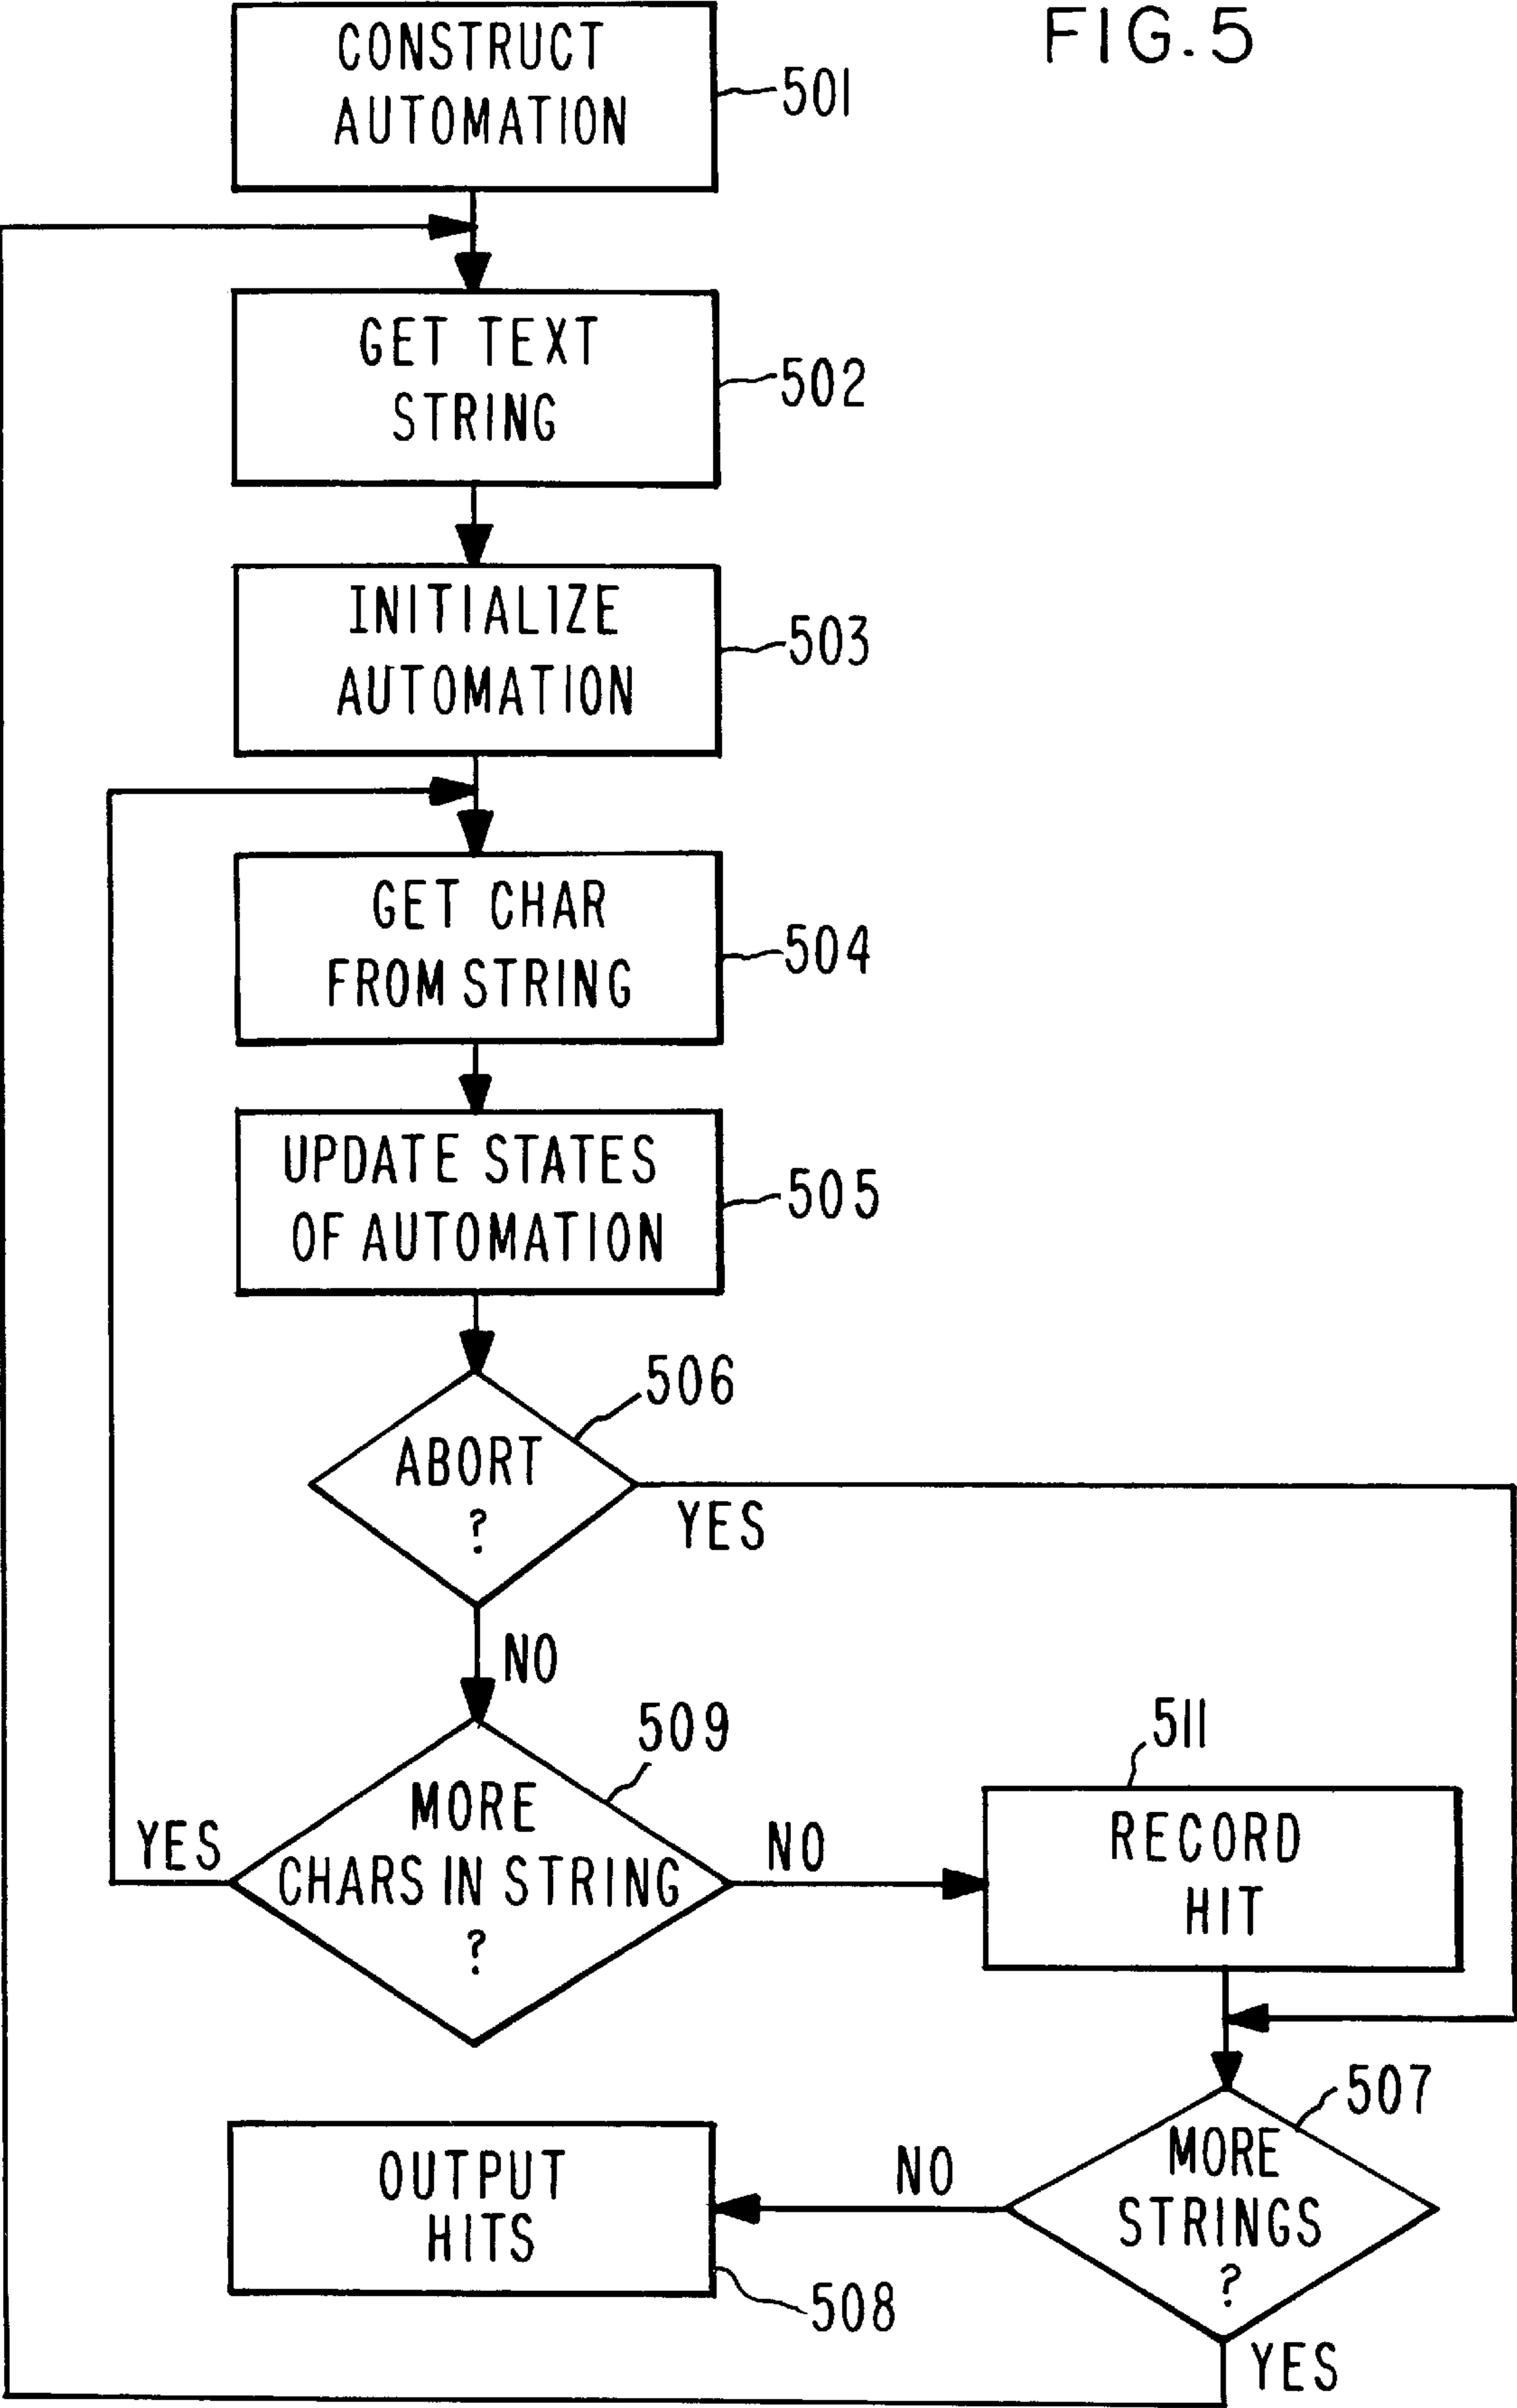 FIG. 5
CONSTRUCT
AUTOMATION
501
GET TEXT
STRING
502
INITIALIZE
AUTOMATION
503
GET CHAR
FROM STRING
504
UPDATE STATES
OF AUTOMATION
505
506
ABORT
?
YES
NO
509
MORE
CHARS IN STRING
?
YES
NO
511
RECORD
HIT
507
MORE
STRINGS
?
NO
YES
OUTPUT
HITS
508